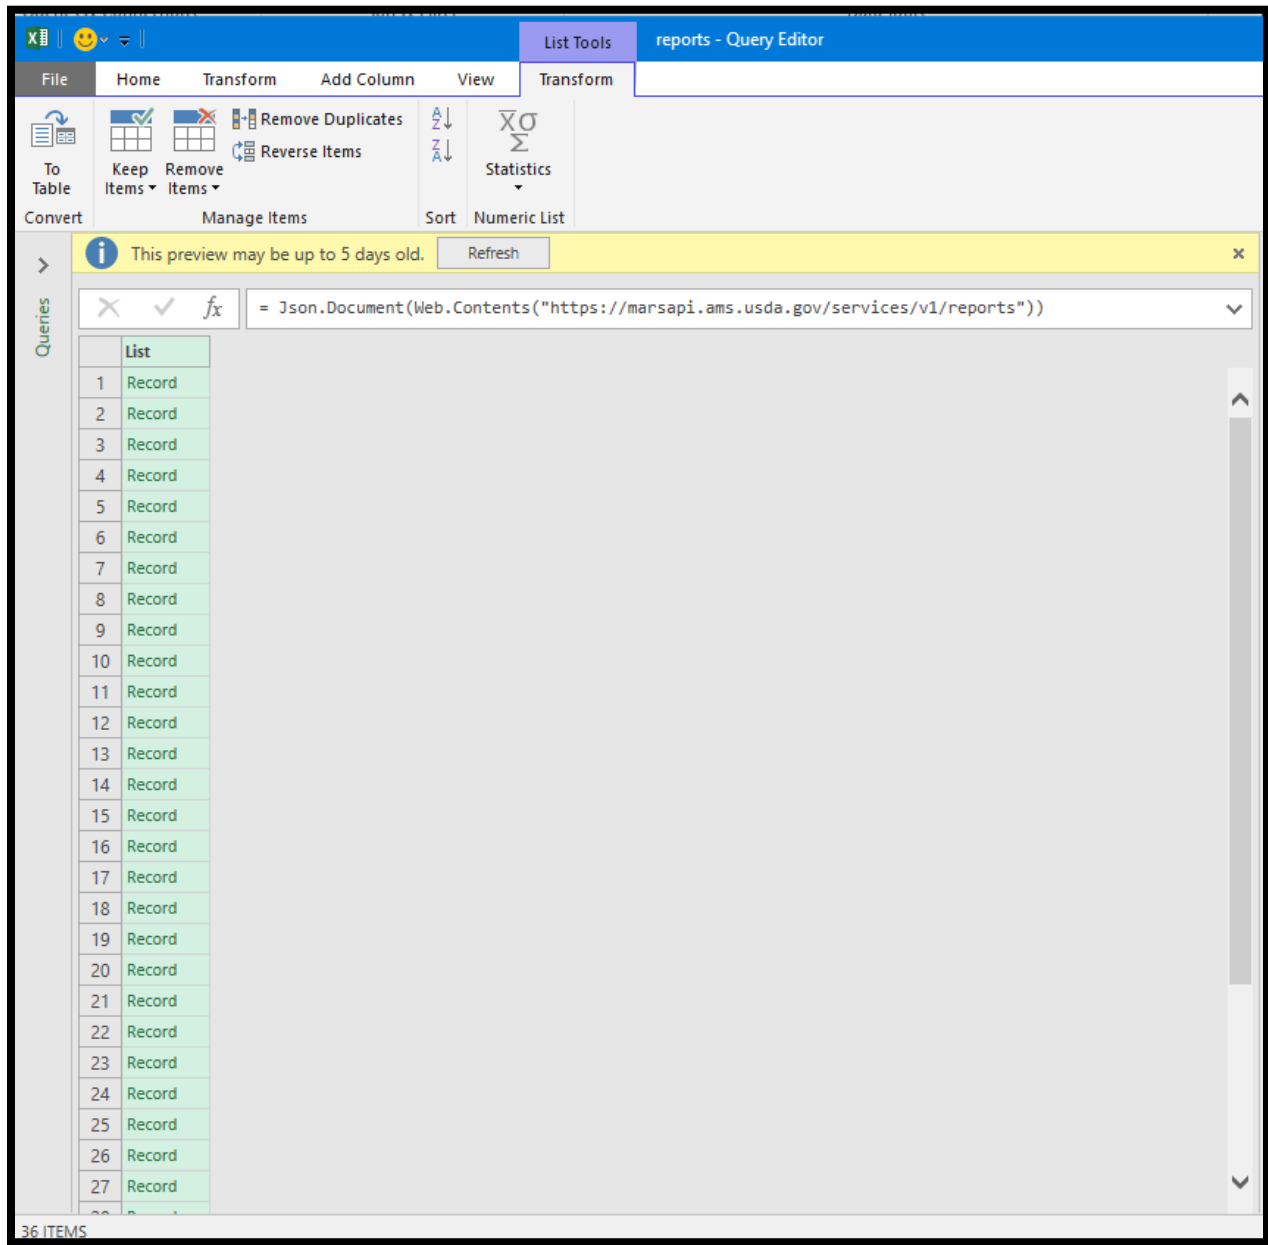 List Tools
reports - Query Editor
File Home Transform Add Column View Transform
To Table
Keep Items
Remove Items
Remove Duplicates
Reverse Items
A Z
Z A
X̅σ
Σ
Statistics
Convert Manage Items Sort Numeric List
This preview may be up to 5 days old. Refresh
Queries
fx = Json.Document(Web.Contents("https://marsapi.ams.usda.gov/services/v1/reports"))
List
1 Record
2 Record
3 Record
4 Record
5 Record
6 Record
7 Record
8 Record
9 Record
10 Record
11 Record
12 Record
13 Record
14 Record
15 Record
16 Record
17 Record
18 Record
19 Record
20 Record
21 Record
22 Record
23 Record
24 Record
25 Record
26 Record
27 Record
36 ITEMS